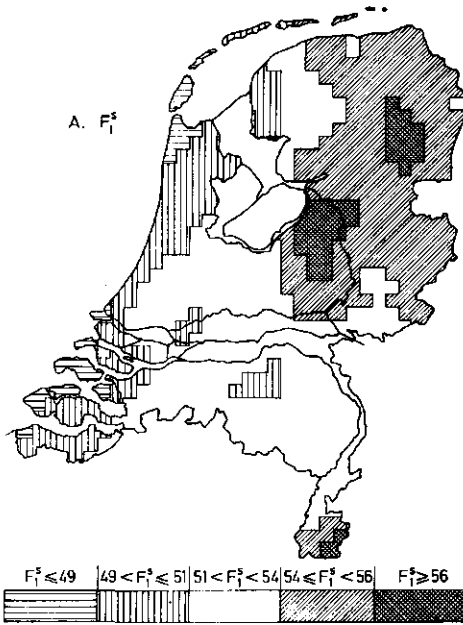 A. F₁ˢ
F₁ˢ ⩽ 49 49 < F₁ˢ ⩽ 51 51 < F₁ˢ < 54 54 ⩽ F₁ˢ < 56 F₁ˢ ⩾ 56